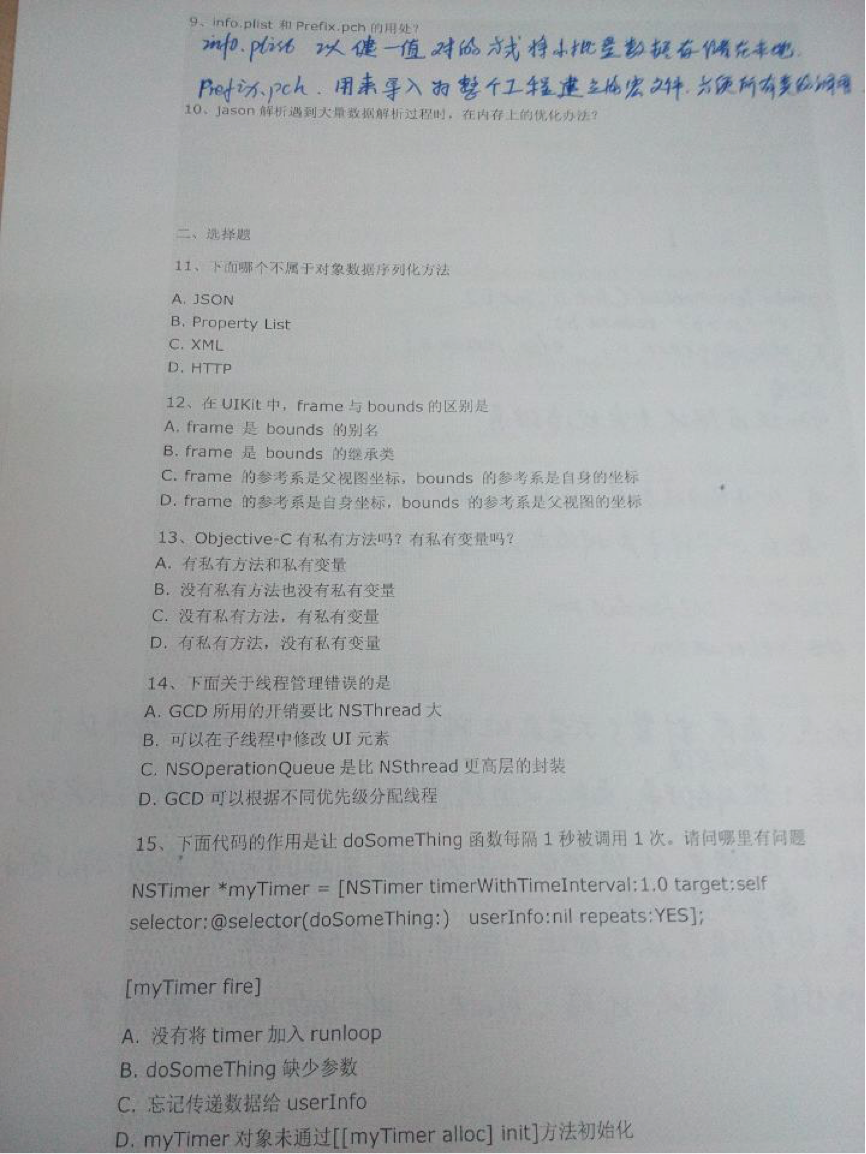 9、info.plist 和 Prefix.pch 的用处?
info.plist 以健一值对的方式将小批量数据存储在本地.
Prefix.pch. 用来导入为整个工程建立的宏文件.方便所有类的调用
10、Jason 解析遇到大量数据解析过程时，在内存上的优化办法?
二、选择题
11、下面哪个不属于对象数据序列化方法
A. JSON
B. Property List
C. XML
D. HTTP
12、在 UIKit 中，frame 与 bounds 的区别是
A. frame 是 bounds 的别名
B. frame 是 bounds 的继承类
C. frame 的参考系是父视图坐标，bounds 的参考系是自身的坐标
D. frame 的参考系是自身坐标，bounds 的参考系是父视图的坐标
13、Objective-C 有私有方法吗? 有私有变量吗?
A. 有私有方法和私有变量
B. 没有私有方法也没有私有变量
C. 没有私有方法，有私有变量
D. 有私有方法，没有私有变量
14、下面关于线程管理错误的是
A. GCD 所用的开销要比 NSThread 大
B. 可以在子线程中修改 UI 元素
C. NSOperationQueue 是比 NSthread 更高层的封装
D. GCD 可以根据不同优先级分配线程
15、下面代码的作用是让 doSomeThing 函数每隔 1 秒被调用 1 次。请问哪里有问题
NSTimer *myTimer = [NSTimer timerWithTimeInterval:1.0 target:self
selector:@selector(doSomeThing:) userInfo:nil repeats:YES];
[myTimer fire]
A. 没有将 timer 加入 runloop
B. doSomeThing 缺少参数
C. 忘记传递数据给 userInfo
D. myTimer 对象未通过[[myTimer alloc] init]方法初始化